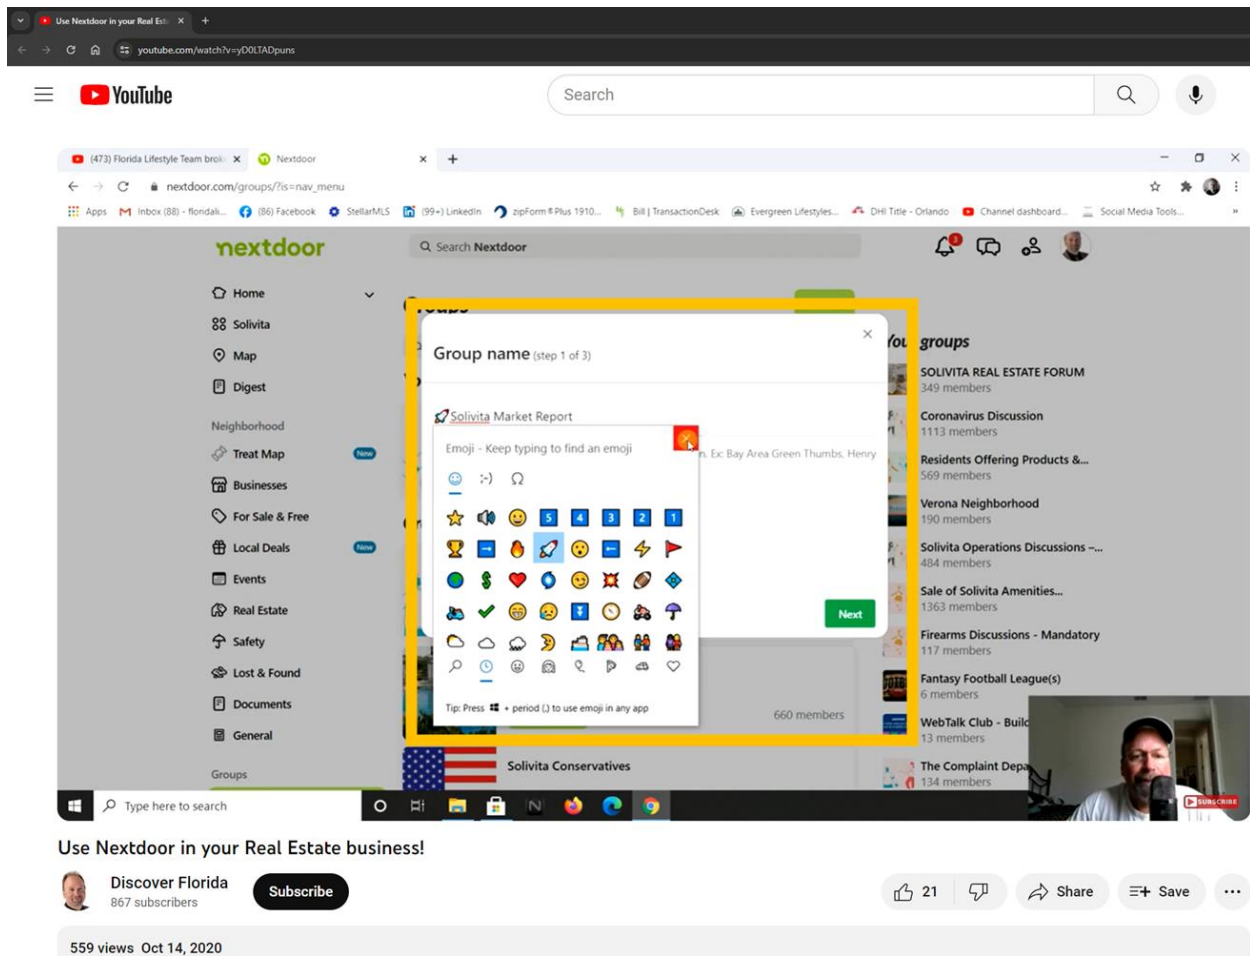 Use Nextdoor in your Real Est
youtube.com/watch?v=yD0LTADpuns
YouTube
Search
(473) Florida Lifestyle Team brok
Nextdoor
nextdoor.com/groups/?is=nav_menu
Apps
Inbox (88) - floridali...
(86) Facebook
StellarMLS
(99+) LinkedIn
zipForm® Plus 1910...
Bill | TransactionDesk
Evergreen Lifestyles...
DHI Title - Orlando
Channel dashboard...
Social Media Tools...
nextdoor
Search Nextdoor
3
Home
Solivita
Map
Digest
Neighborhood
Treat Map New
Businesses
For Sale & Free
Local Deals New
Events
Real Estate
Safety
Lost & Found
Documents
General
Groups
Groups
Group name (step 1 of 3)
Solivita Market Report
n. Ex: Bay Area Green Thumbs, Henry
Emoji - Keep typing to find an emoji
;-)
Ω
5 4 3 2 1
Tip: Press + period (.) to use emoji in any app
Next
660 members
Solivita Conservatives
You groups
SOLIVITA REAL ESTATE FORUM
349 members
Coronavirus Discussion
1113 members
Residents Offering Products &...
569 members
Verona Neighborhood
190 members
Solivita Operations Discussions –...
484 members
Sale of Solivita Amenities...
1363 members
Firearms Discussions - Mandatory
117 members
Fantasy Football League(s)
6 members
WebTalk Club - Builc
13 members
The Complaint Depa
134 members
SUBSCRIBE
Type here to search
Use Nextdoor in your Real Estate business!
Discover Florida
867 subscribers
Subscribe
21
Share
Save
559 views Oct 14, 2020